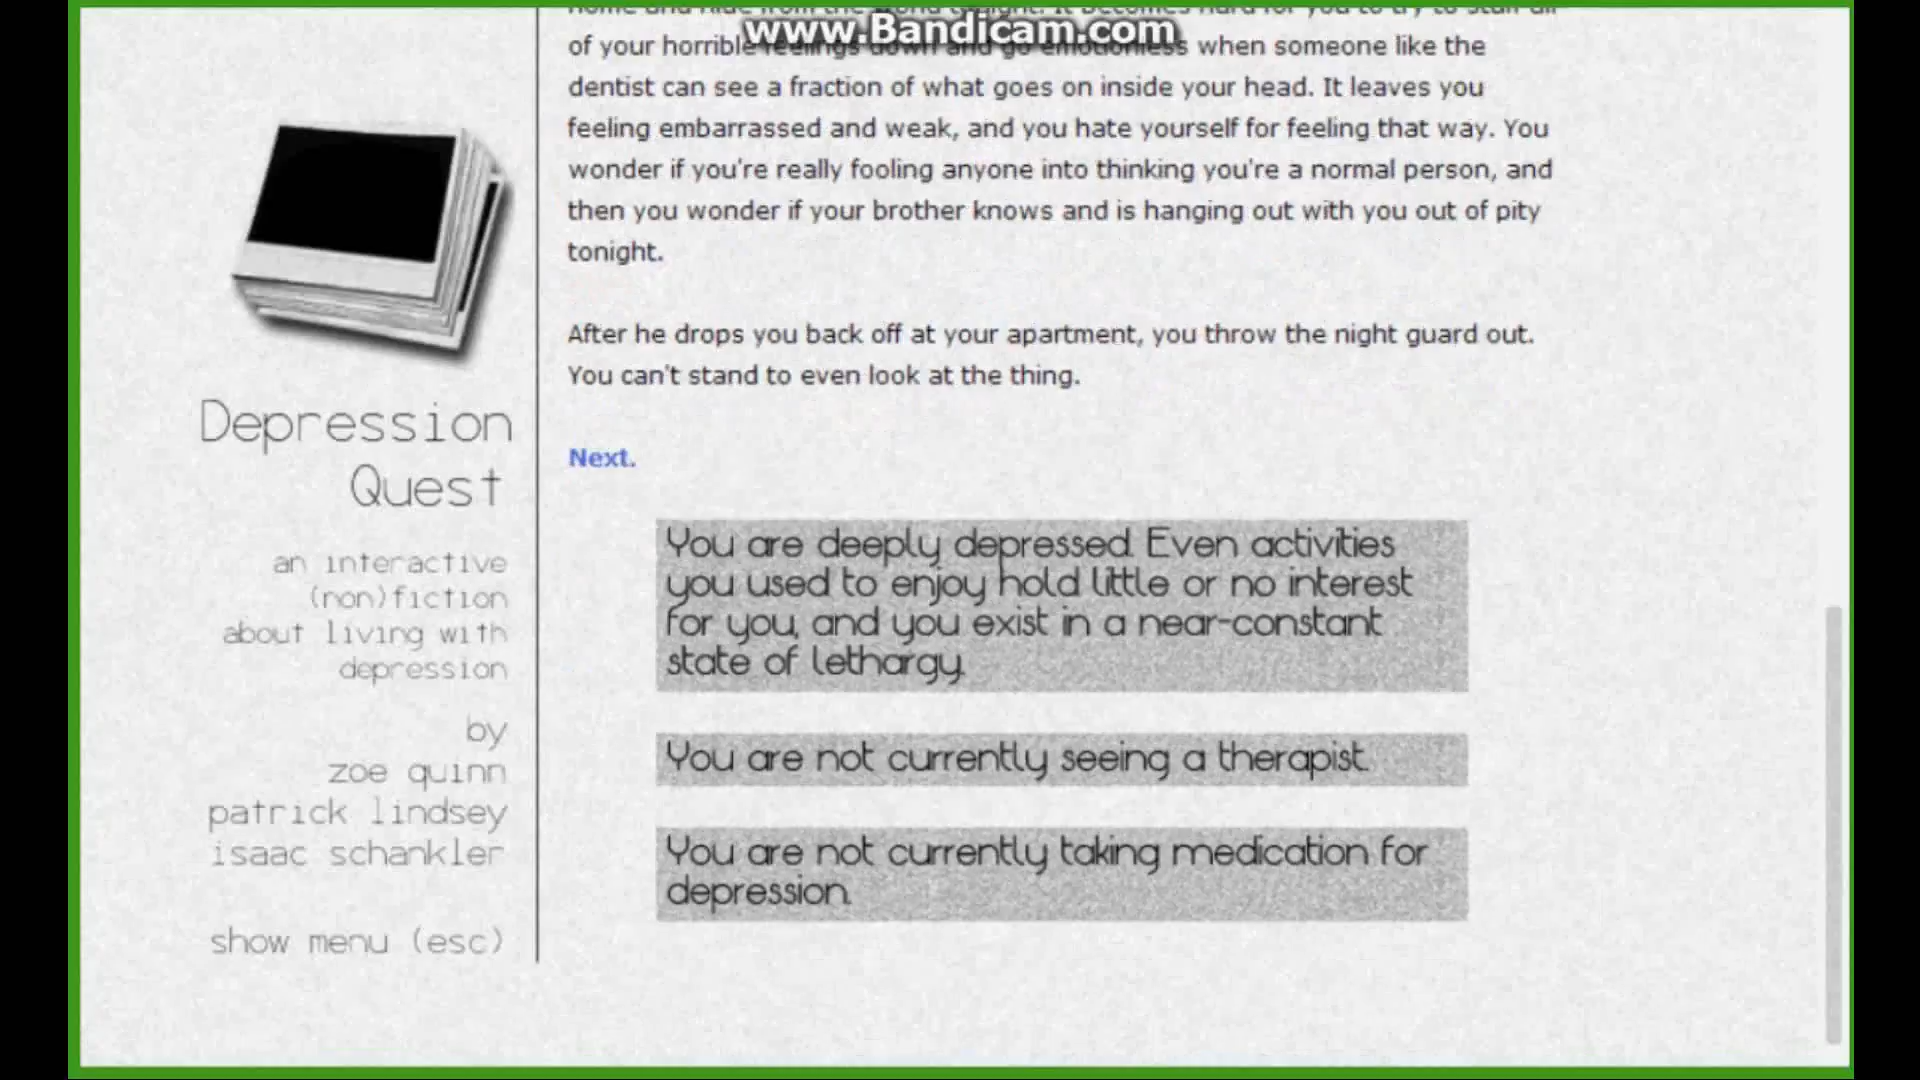 www.Bandicam.com
of your horrible feelings down and go emotionless when someone like the
dentist can see a fraction of what goes on inside your head. It leaves you
feeling embarrassed and weak, and you hate yourself for feeling that way. You
wonder if you're really fooling anyone into thinking you're a normal person, and
then you wonder if your brother knows and is hanging out with you out of pity
tonight.
After he drops you back off at your apartment, you throw the night guard out.
You can't stand to even look at the thing.
Next.
You are deeply depressed. Even activities
you used to enjoy hold little or no interest
for you, and you exist in a near-constant
state of lethargy.
You are not currently seeing a therapist.
You are not currently taking medication for
depression.
Depression
Quest
an interactive
(non)fiction
about living with
depression
by
zoe quinn
patrick lindsey
isaac schankler
show menu (esc)